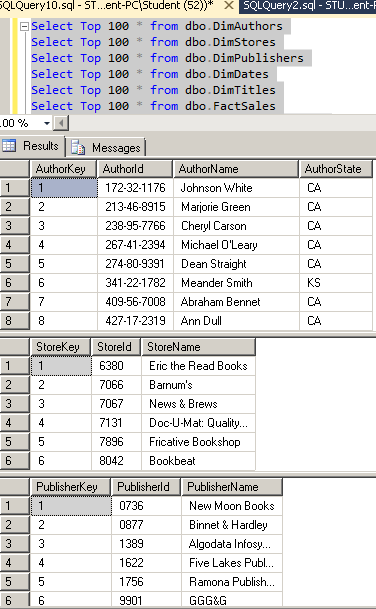 SQLQuery10.sql - ST...ent-PC\Student (52))* SQLQuery2.sql - STU...
Select Top 100 * from dbo.DimAuthors
Select Top 100 * from dbo.DimStores
Select Top 100 * from dbo.DimPublishers
Select Top 100 * from dbo.DimDates
Select Top 100 * from dbo.DimTitles
Select Top 100 * from dbo.FactSales
.00 %
Results Messages
AuthorKey AuthorId AuthorName AuthorState
1 1 172-32-1176 Johnson White CA
2 2 213-46-8915 Marjorie Green CA
3 3 238-95-7766 Cheryl Carson CA
4 4 267-41-2394 Michael O'Leary CA
5 5 274-80-9391 Dean Straight CA
6 6 341-22-1782 Meander Smith KS
7 7 409-56-7008 Abraham Bennet CA
8 8 427-17-2319 Ann Dull CA
StoreKey StoreId StoreName
1 1 6380 Eric the Read Books
2 2 7066 Barnum's
3 3 7067 News & Brews
4 4 7131 Doc-U-Mat: Quality...
5 5 7896 Fricative Bookshop
6 6 8042 Bookbeat
PublisherKey PublisherId PublisherName
1 1 0736 New Moon Books
2 2 0877 Binnet & Hardley
3 3 1389 Algodata Infosy...
4 4 1622 Five Lakes Publ...
5 5 1756 Ramona Publish...
6 6 9901 GGG&G